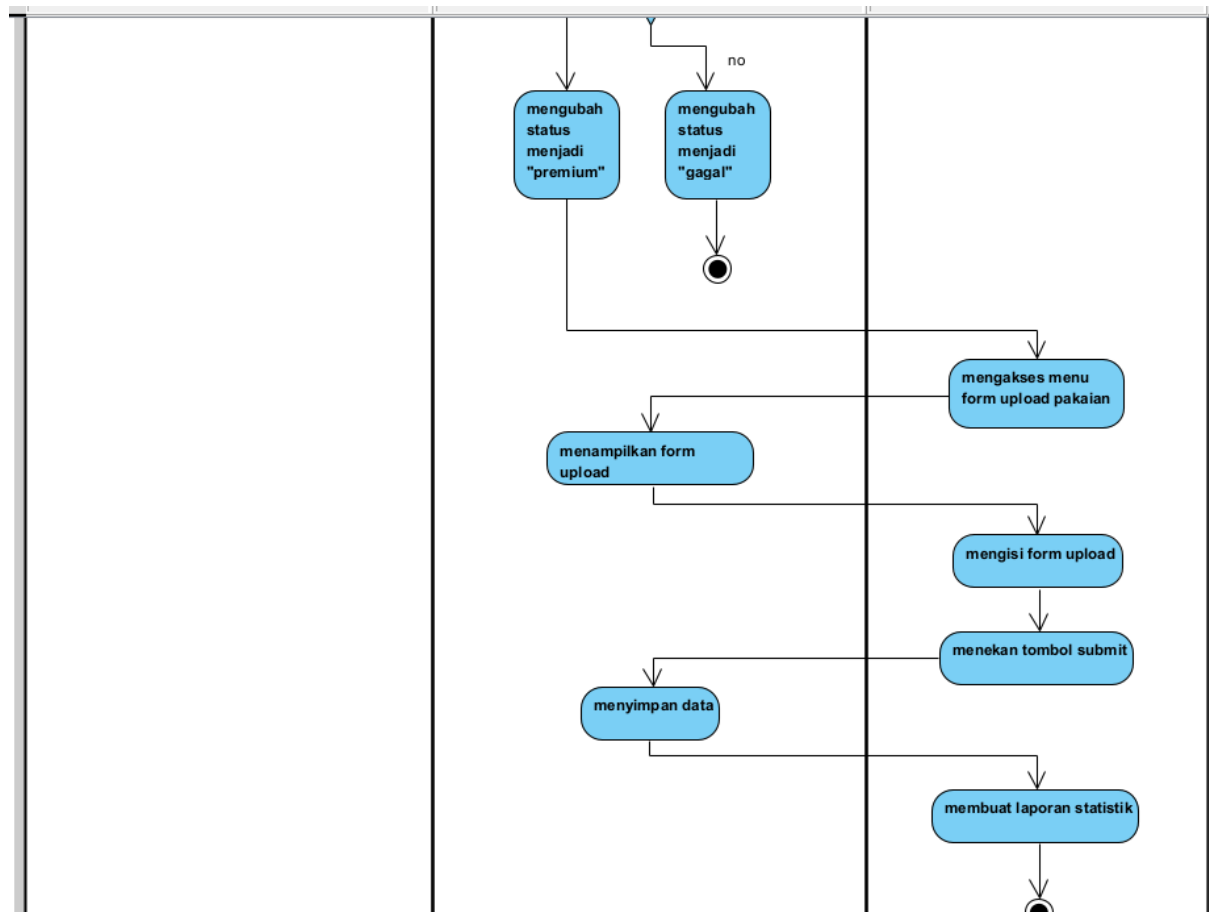 no
mengubah
status
menjadi
"premium"
mengubah
status
menjadi
"gagal"
mengakses menu
form upload pakaian
menampilkan form
upload
mengisi form upload
menekan tombol submit
menyimpan data
membuat laporan statistik